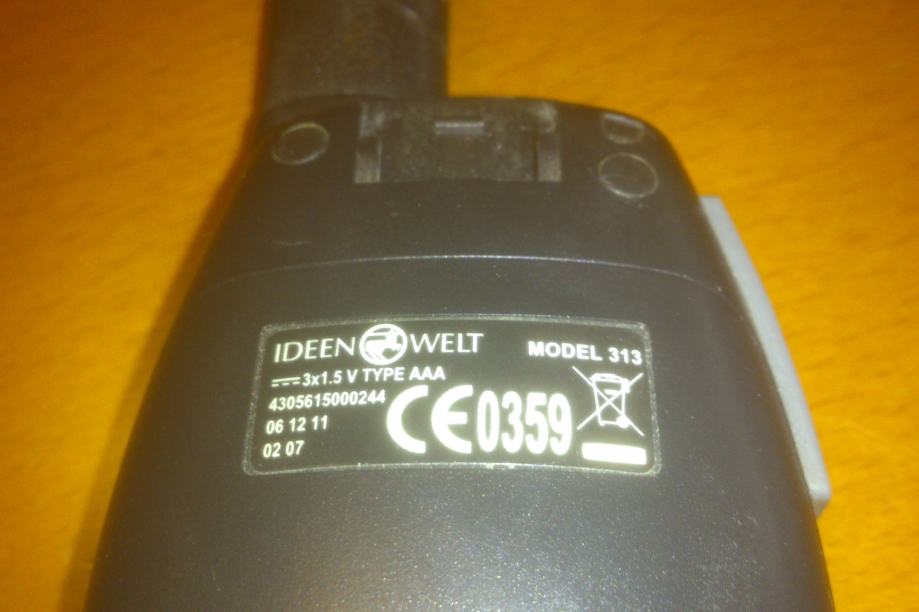 IDEEN WELT
MODEL 313
3x1.5 V TYPE AAA
4305615000244
06 12 11
02 07
CE0359